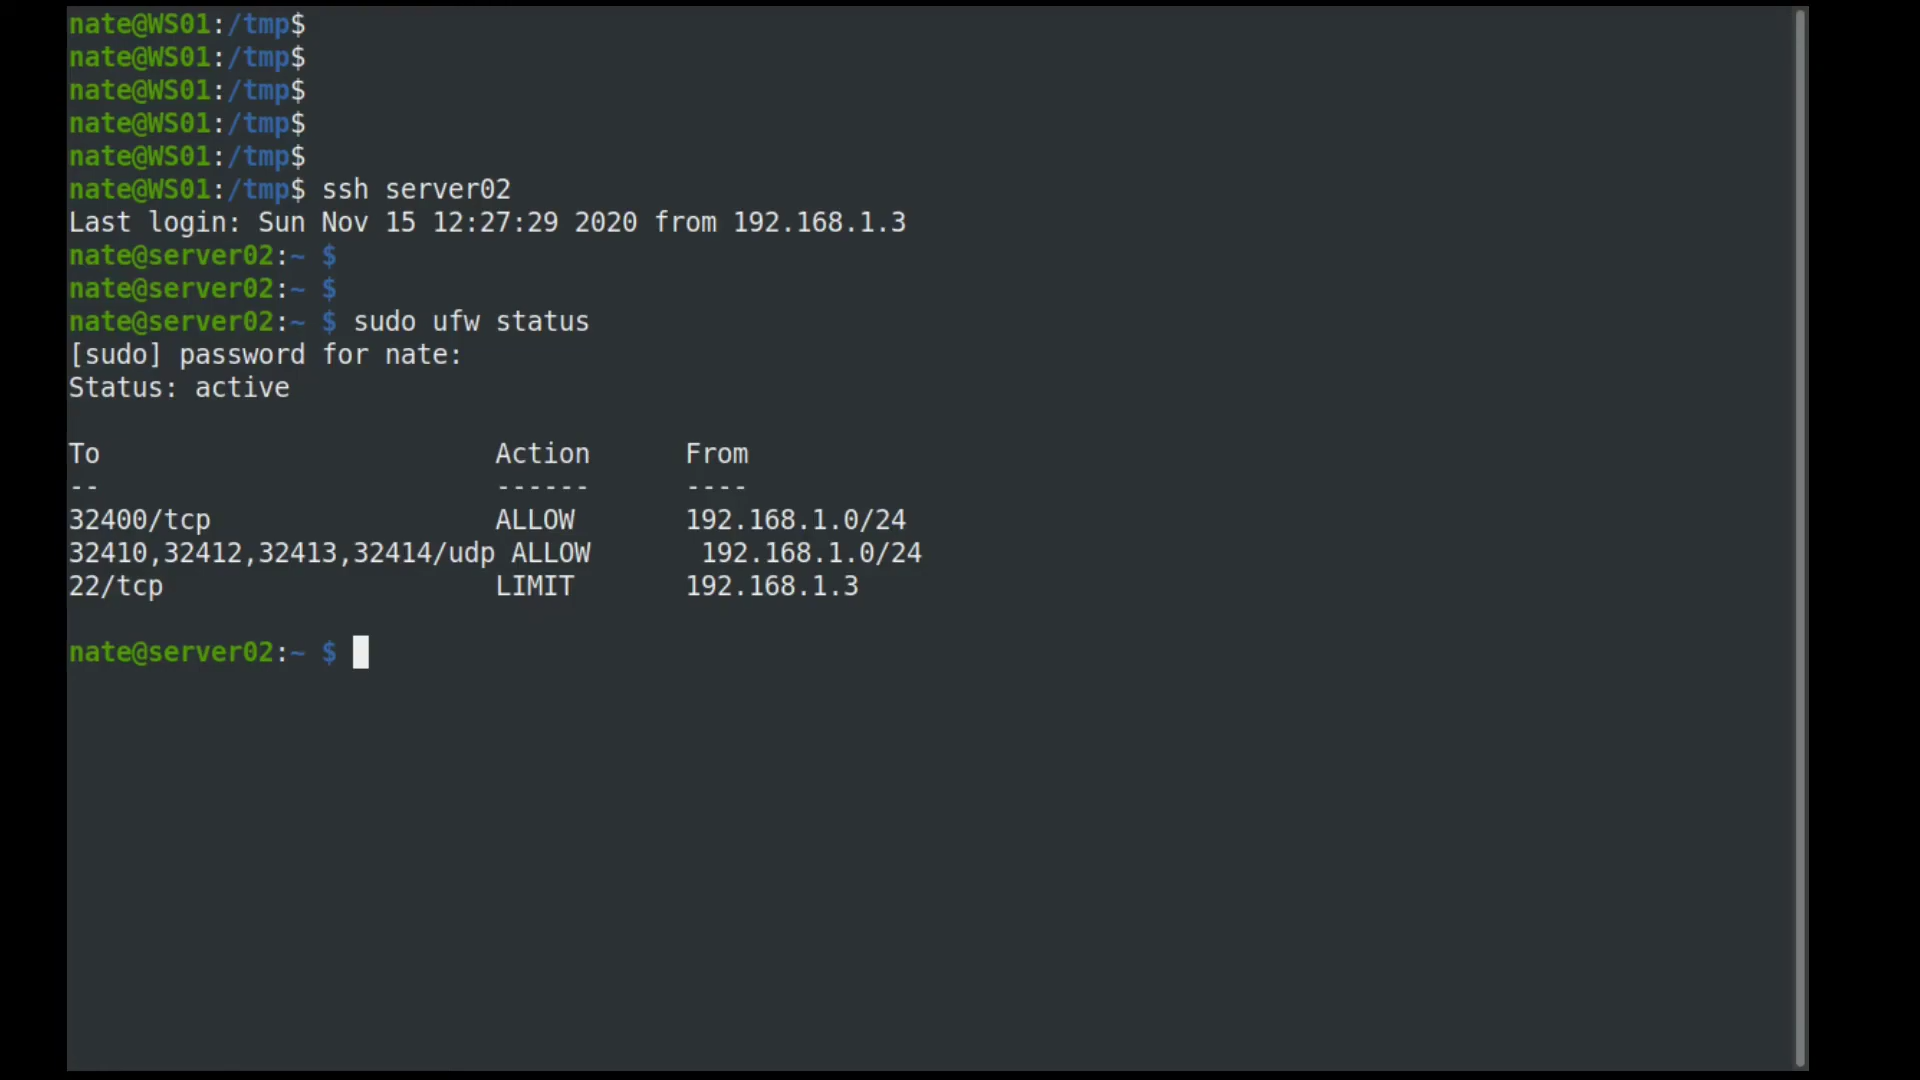 nate@WS01:/tmp$
nate@WS01:/tmp$
nate@WS01:/tmp$
nate@WS01:/tmp$
nate@WS01:/tmp$
nate@WS01:/tmp$ ssh server02
Last login: Sun Nov 15 12:27:29 2020 from 192.168.1.3
nate@server02:~ $
nate@server02:~ $
nate@server02:~ $ sudo ufw status
[sudo] password for nate:
Status: active

To                         Action      From
--                         ------      ----
32400/tcp                  ALLOW       192.168.1.0/24
32410,32412,32413,32414/udp ALLOW       192.168.1.0/24
22/tcp                     LIMIT       192.168.1.3

nate@server02:~ $